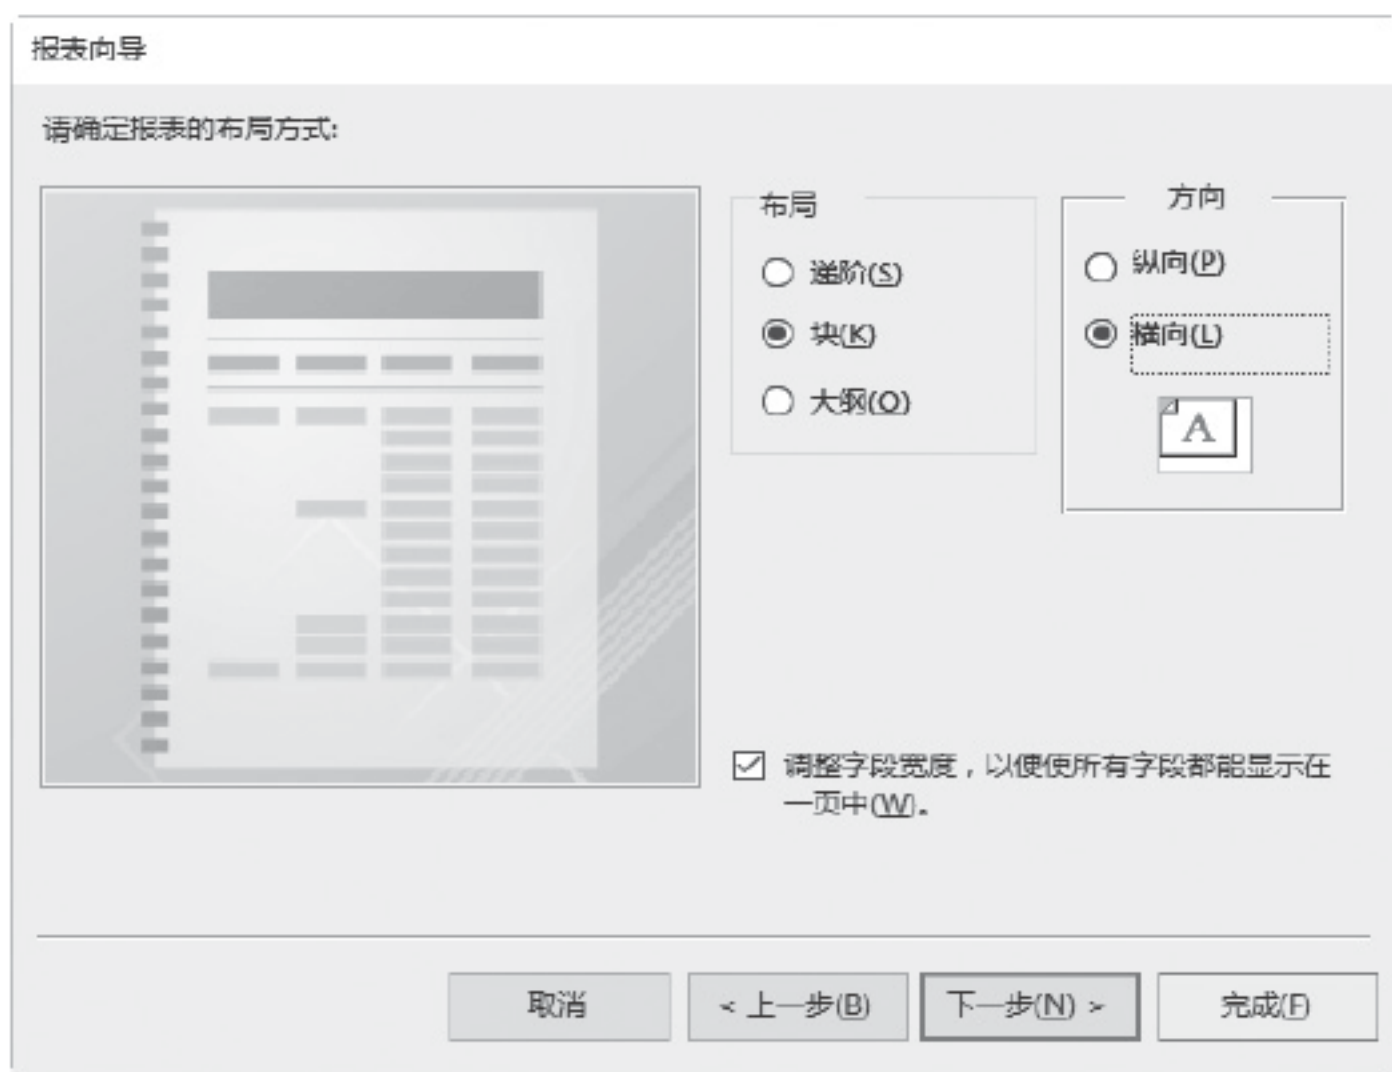 报表向导
请确定报表的布局方式:
布局
递阶(S)
块(K)
大纲(O)
方向
纵向(P)
横向(L)
A
调整字段宽度，以便使所有字段都能显示在
一页中(W)。
取消
< 上一步(B)
下一步(N) >
完成(F)